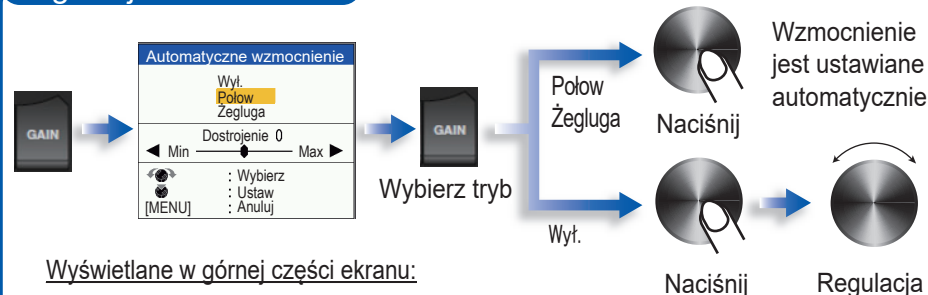 GAIN
Automatyczne wzmocnienie
Wył.
Połow
Żegluga
Dostrojenie 0
Min
Max
: Wybierz
: Ustaw
[MENU] : Anuluj
GAIN
Wybierz tryb
Połow
Żegluga
Naciśnij
Wzmocnienie
jest ustawiane
automatycznie
Wył.
Naciśnij
Regulacja
Wyświetlane w górnej części ekranu: